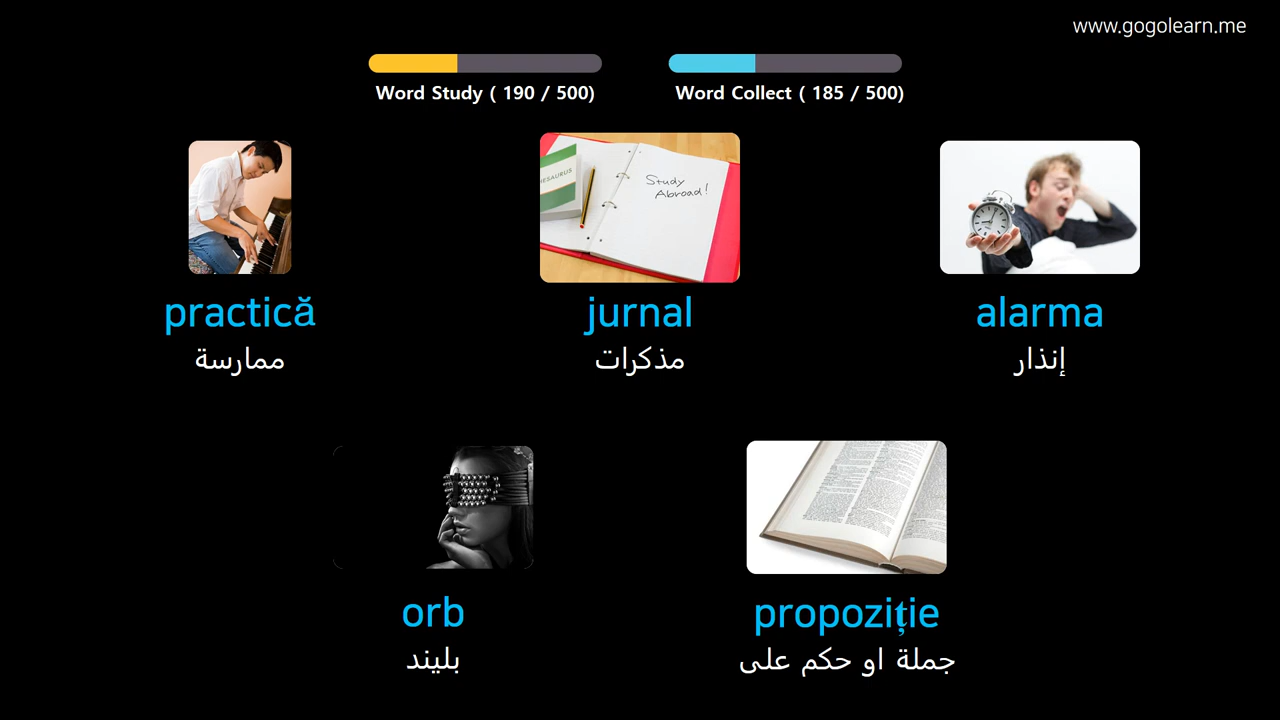 www.gogolearn.me
Word Study ( 190 / 500)
Word Collect ( 185 / 500)
THESAURUS
Study
Abroad!
practică
ممارسة
jurnal
مذكرات
alarma
إنذار
orb
بليند
propoziție
جملة او حكم على